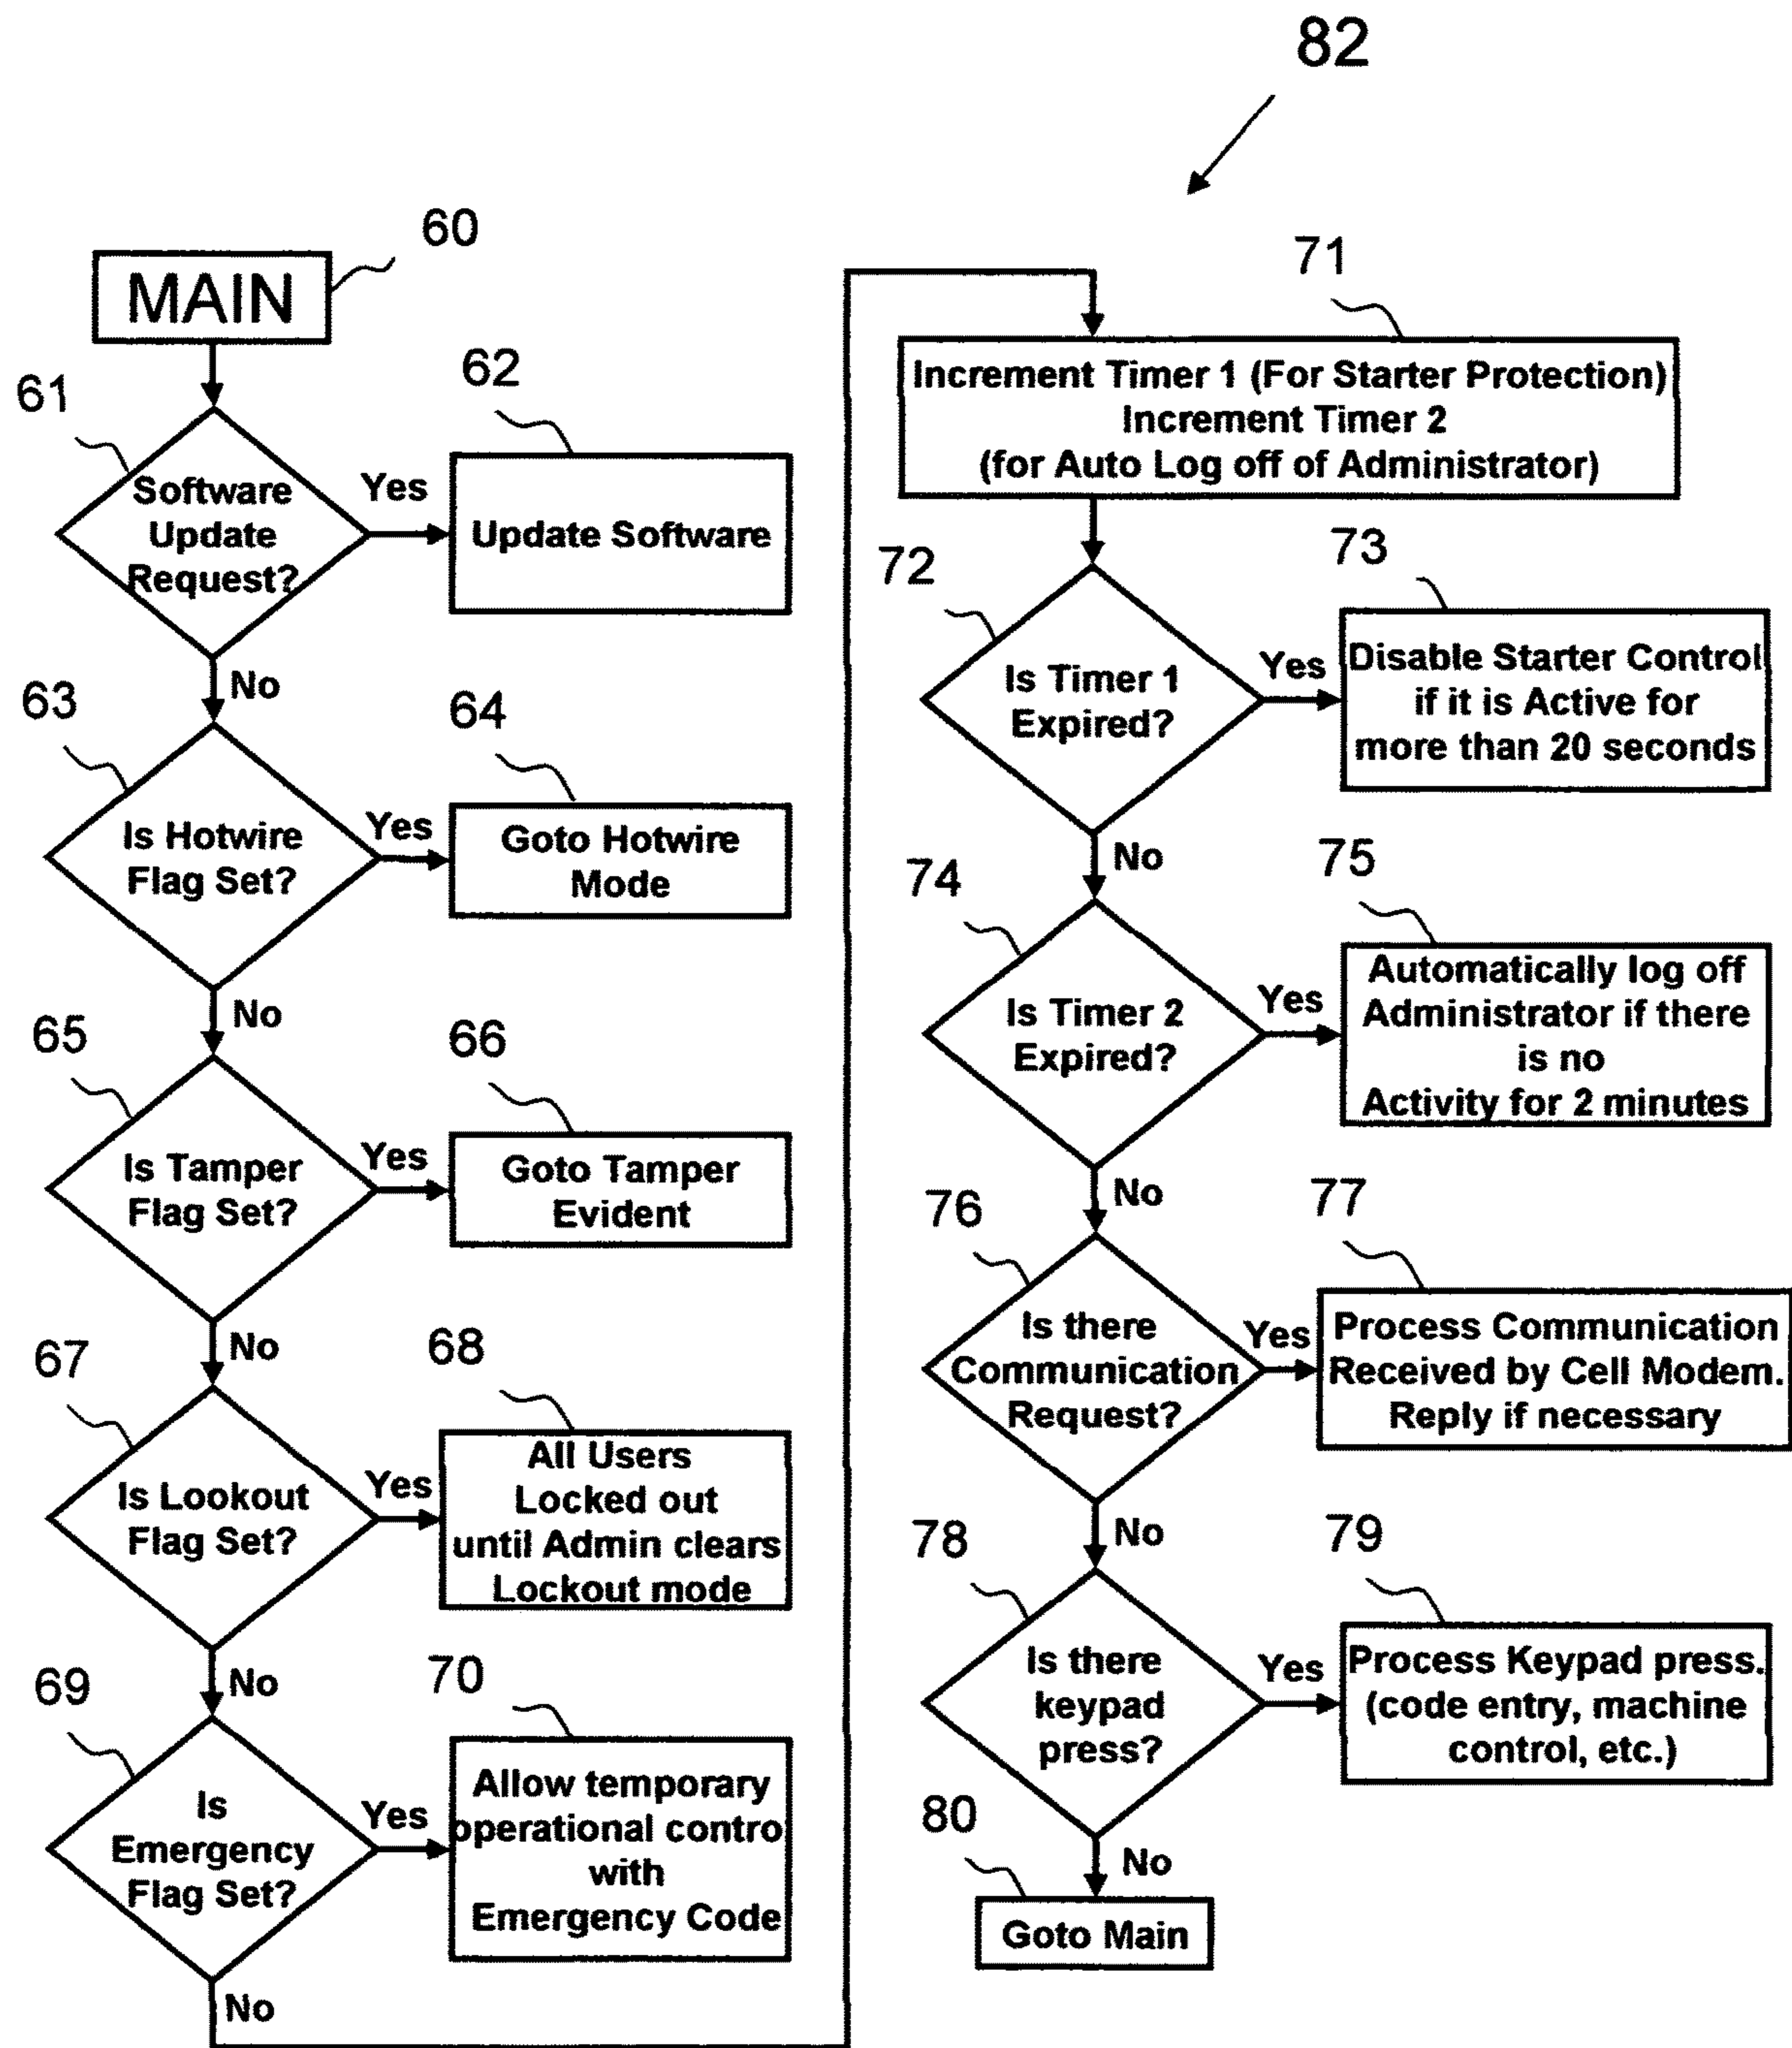 82
60
MAIN
61
Software
Update
Request?
Yes
62
Update Software
No
63
Is Hotwire
Flag Set?
Yes
64
Goto Hotwire
Mode
No
65
Is Tamper
Flag Set?
Yes
66
Goto Tamper
Evident
No
67
Is Lookout
Flag Set?
Yes
68
All Users
Locked out
until Admin clears
Lockout mode
No
69
Is
Emergency
Flag Set?
Yes
70
Allow temporary
operational contro
with
Emergency Code
No
71
Increment Timer 1 (For Starter Protection)
Increment Timer 2
(for Auto Log off of Administrator)
72
Is Timer 1
Expired?
Yes
73
Disable Starter Control
if it is Active for
more than 20 seconds
No
74
Is Timer 2
Expired?
Yes
75
Automatically log off
Administrator if there
is no
Activity for 2 minutes
No
76
Is there
Communication
Request?
Yes
77
Process Communication
Received by Cell Modem.
Reply if necessary
No
78
Is there
keypad
press?
Yes
79
Process Keypad press.
(code entry, machine
control, etc.)
No
80
Goto Main